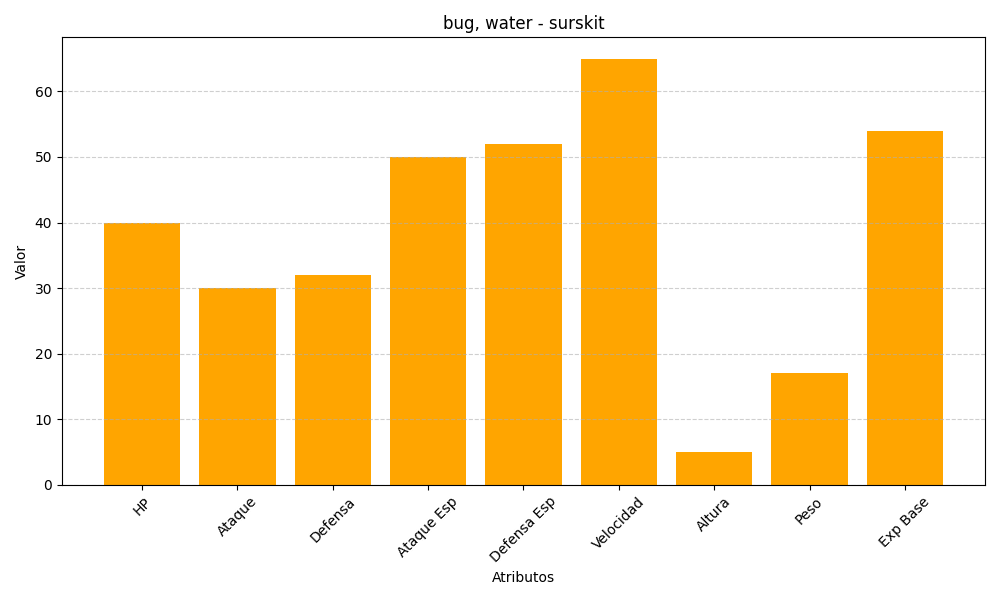 bug, water - surskit
Valor
60
50
40
30
20
10
0
HP
Ataque
Defensa
Ataque Esp
Defensa Esp
Velocidad
Altura
Peso
Exp Base
Atributos